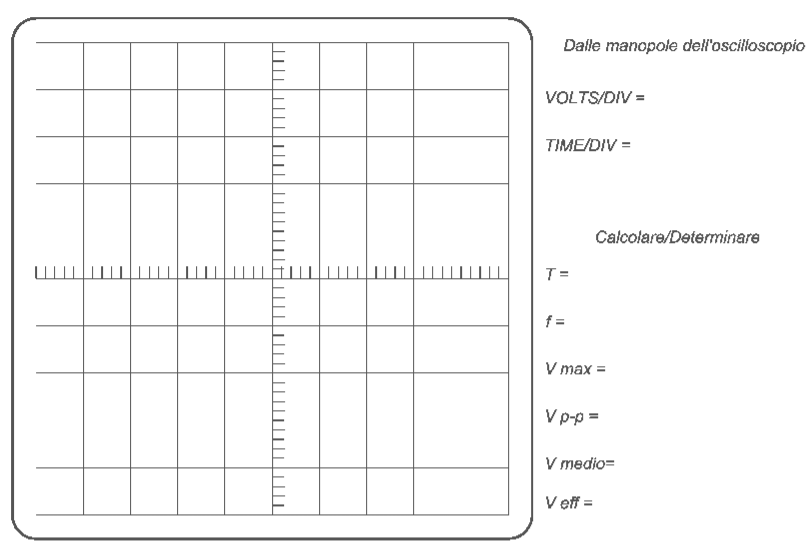 Dalle manopole dell'oscilloscopio
VOLTS/DIV =
TIME/DIV =
Calcolare/Determinare
T =
f =
V max =
V p-p =
V medio=
V eff =